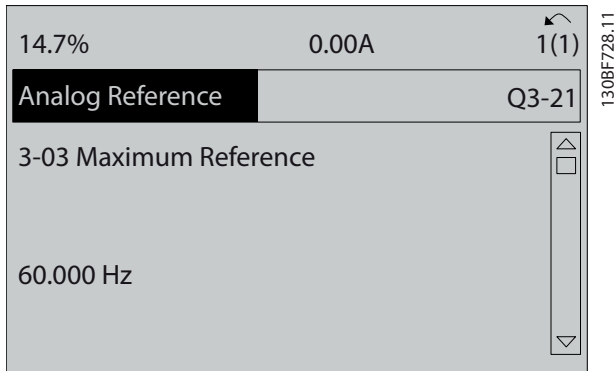 14.7% 0.00A 1(1)
Analog Reference Q3-21
3-03 Maximum Reference
60.000 Hz
130BF728.11